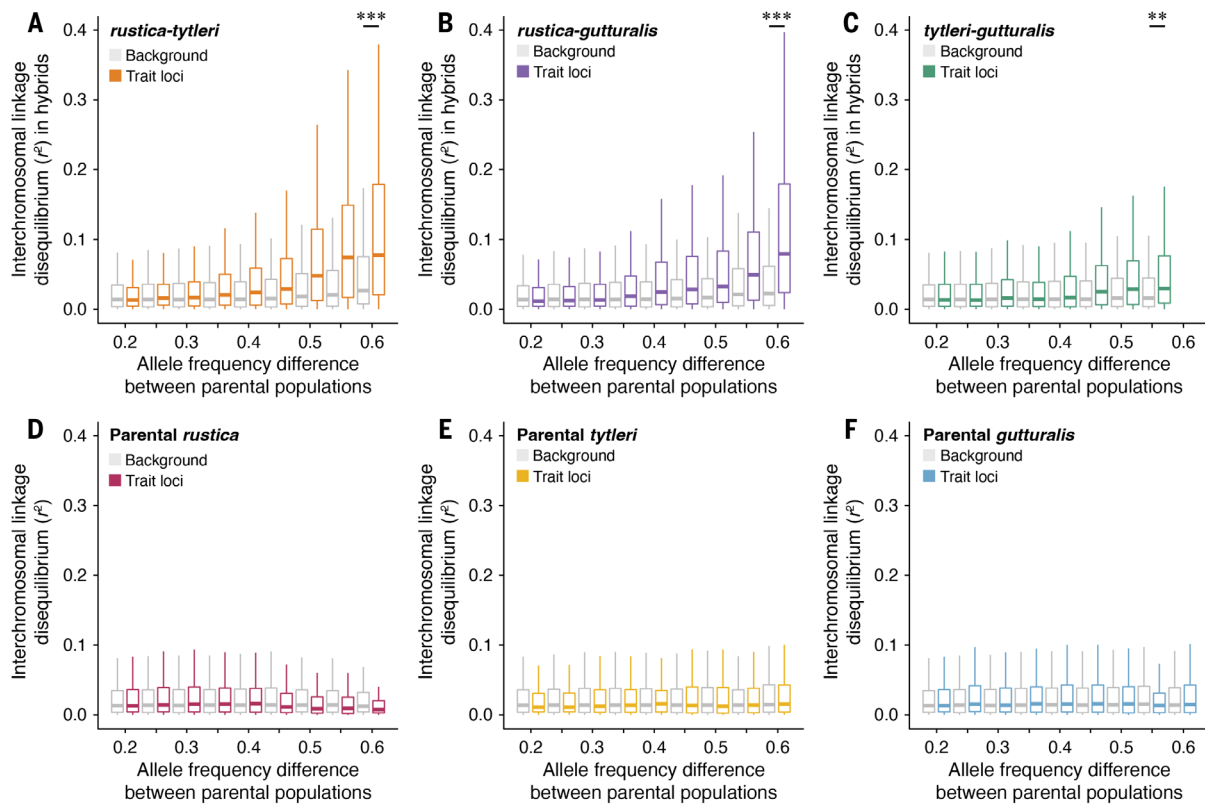 A
rustica-tytleri
Background
Trait loci
***
0.4
0.3
0.2
0.1
0.0
Interchromosomal linkage
disequilibrium (r²) in hybrids
0.2 0.3 0.4 0.5 0.6
Allele frequency difference
between parental populations
B
rustica-gutturalis
Background
Trait loci
***
0.4
0.3
0.2
0.1
0.0
Interchromosomal linkage
disequilibrium (r²) in hybrids
0.2 0.3 0.4 0.5 0.6
Allele frequency difference
between parental populations
C
tytleri-gutturalis
Background
Trait loci
**
0.4
0.3
0.2
0.1
0.0
Interchromosomal linkage
disequilibrium (r²) in hybrids
0.2 0.3 0.4 0.5 0.6
Allele frequency difference
between parental populations
D
Parental rustica
Background
Trait loci
0.4
0.3
0.2
0.1
0.0
Interchromosomal linkage
disequilibrium (r²)
0.2 0.3 0.4 0.5 0.6
Allele frequency difference
between parental populations
E
Parental tytleri
Background
Trait loci
0.4
0.3
0.2
0.1
0.0
Interchromosomal linkage
disequilibrium (r²)
0.2 0.3 0.4 0.5 0.6
Allele frequency difference
between parental populations
F
Parental gutturalis
Background
Trait loci
0.4
0.3
0.2
0.1
0.0
Interchromosomal linkage
disequilibrium (r²)
0.2 0.3 0.4 0.5 0.6
Allele frequency difference
between parental populations